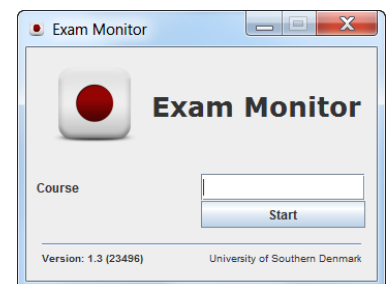 Exam Monitor
Exam Monitor
Course
Start
Version: 1.3 (23496) University of Southern Denmark